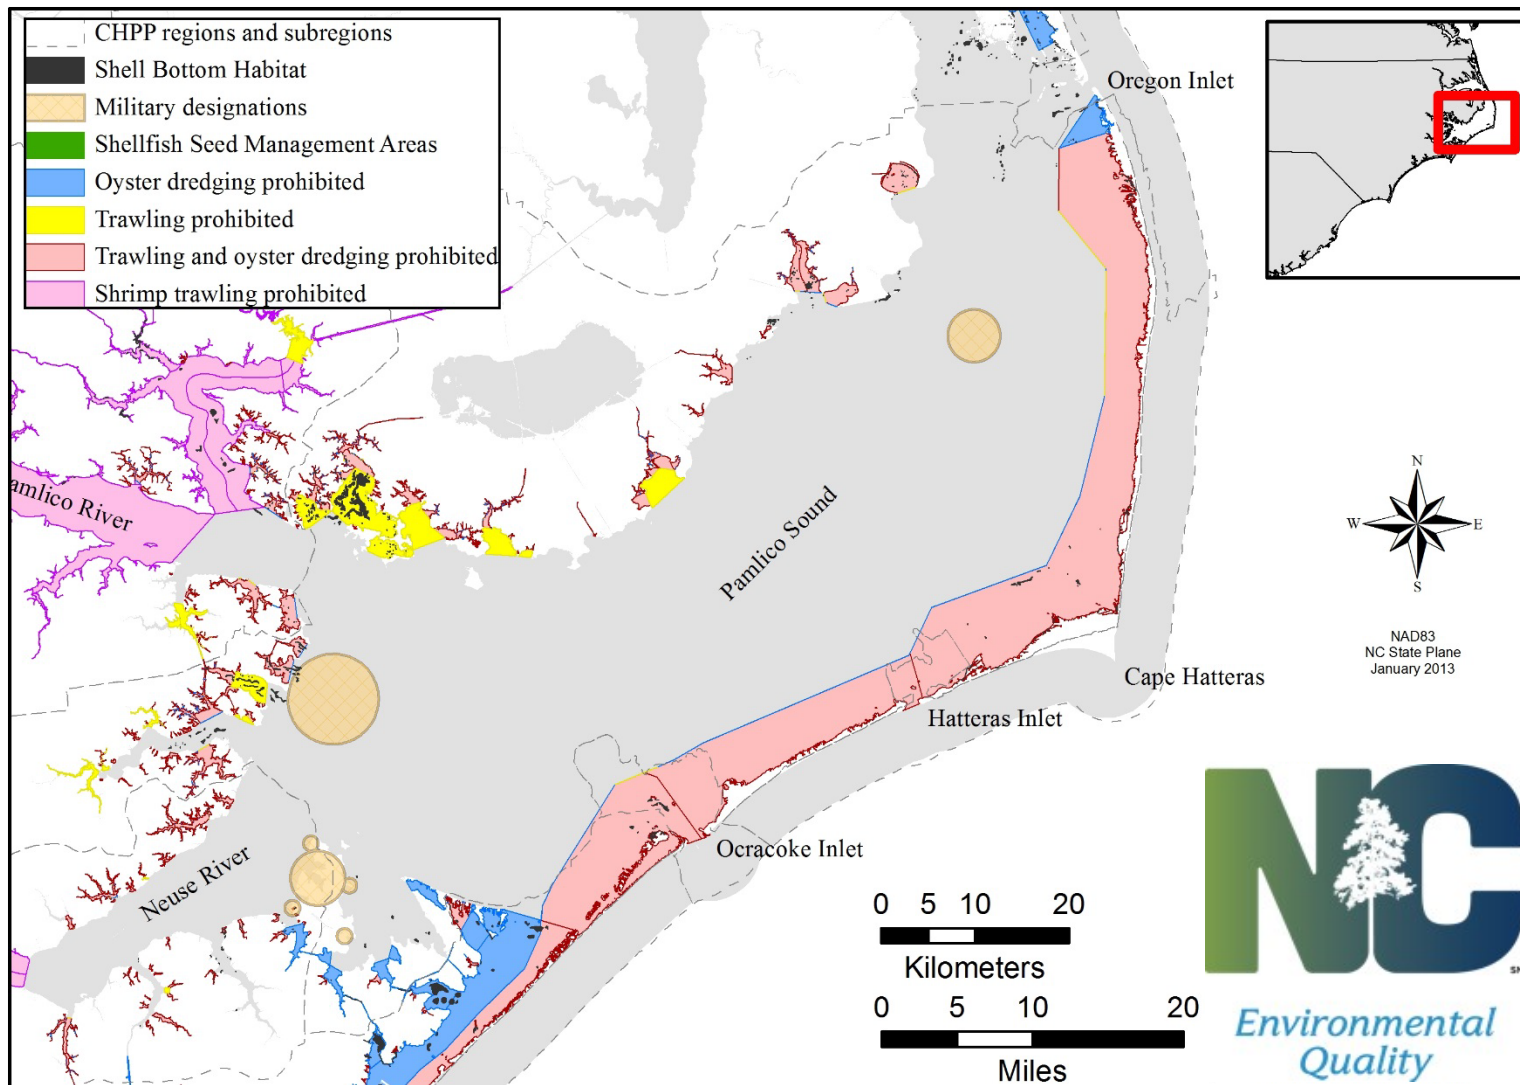 CHPP regions and subregions
Shell Bottom Habitat
Military designations
Shellfish Seed Management Areas
Oyster dredging prohibited
Trawling prohibited
Trawling and oyster dredging prohibited
Shrimp trawling prohibited
Oregon Inlet
amlico River
Pamlico Sound
N
W E
S
NAD83
NC State Plane
January 2013
Cape Hatteras
Hatteras Inlet
Ocracoke Inlet
Neuse River
0 5 10 20
Kilometers
0 5 10 20
Miles
NC
Environmental
Quality